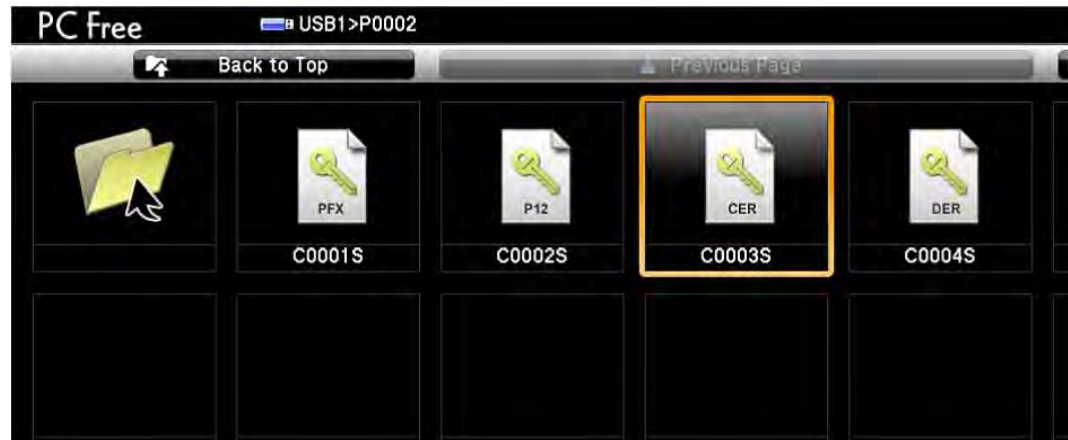 PC Free
USB1>P0002
Back to Top
Previous Page
PFX
P12
CER
DER
C0001S
C0002S
C0003S
C0004S